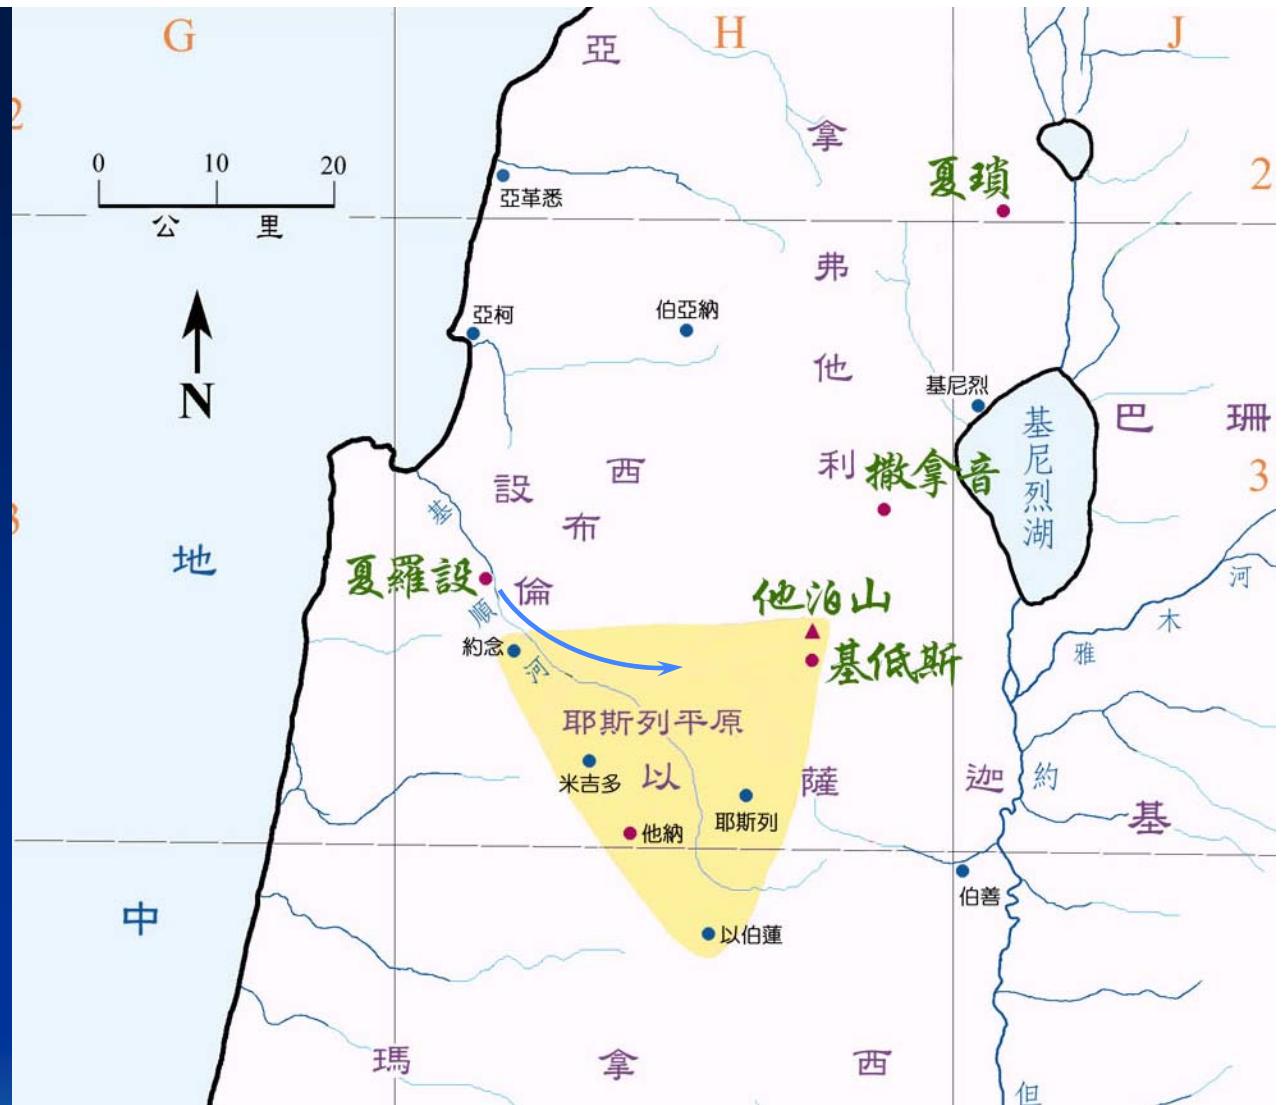 G
H
J
亞
2
0 10 20
拿
夏瑣
2
亞革悉
公里
弗
亞柯
伯亞納
他
N
基尼烈
基尼烈湖
巴珊
西
設
布
倫
利
撒拿音
3
3
基順河
地
夏羅設
他泊山
河
木
雅
約念
基低斯
耶斯列平原
米吉多
以
薩
迦
約
基
耶斯列
他納
伯善
中
以伯蓮
瑪拿西
但